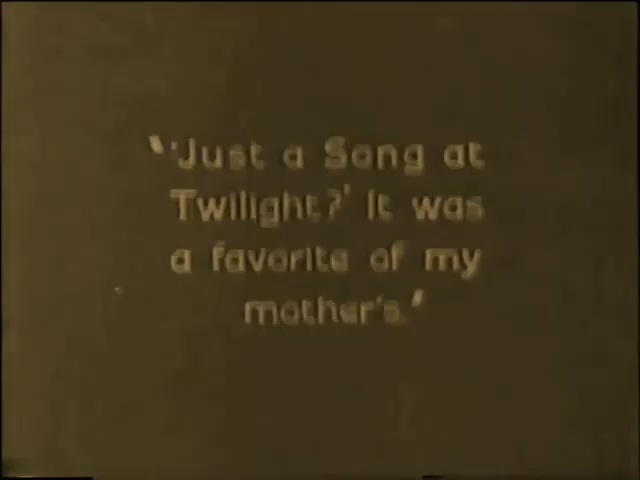 "'Just a Song at
Twilight?' It was
a favorite of my
mother's."